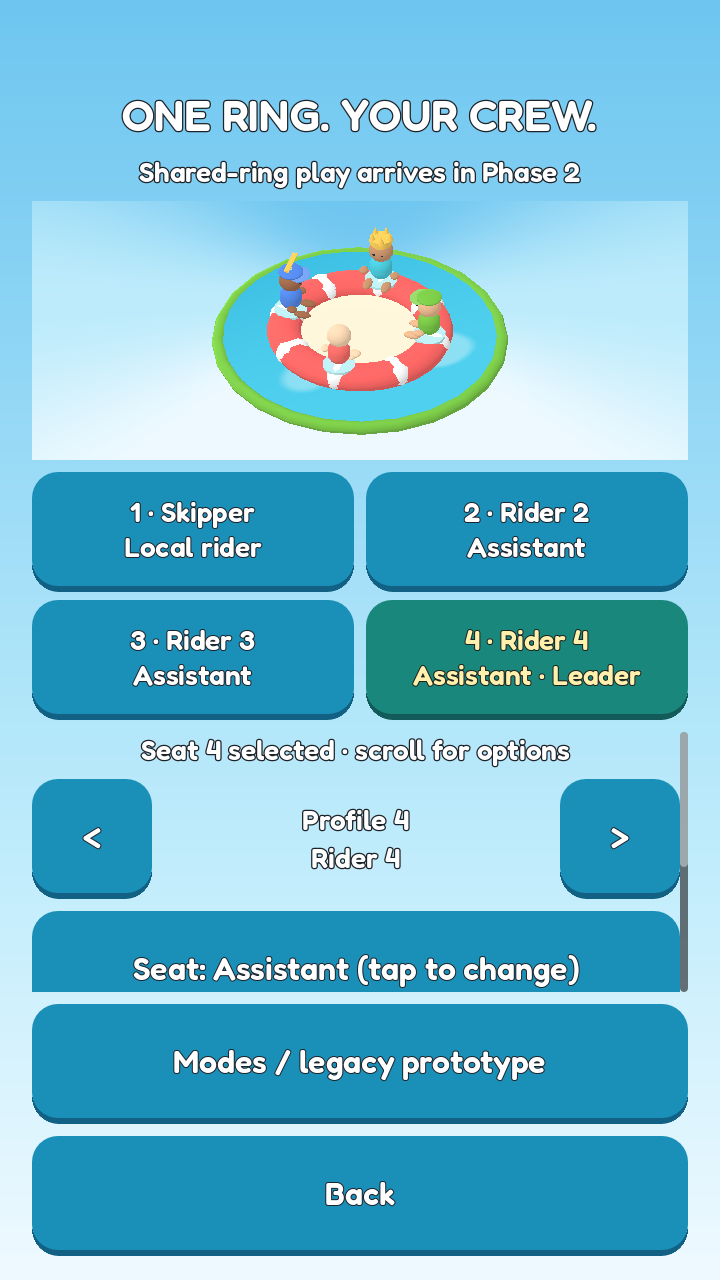 ONE RING. YOUR CREW.
Shared-ring play arrives in Phase 2
1 · Skipper
Local rider
2 · Rider 2
Assistant
3 · Rider 3
Assistant
4 · Rider 4
Assistant · Leader
Seat 4 selected · scroll for options
<
Profile 4
Rider 4
>
Seat: Assistant (tap to change)
Modes / legacy prototype
Back